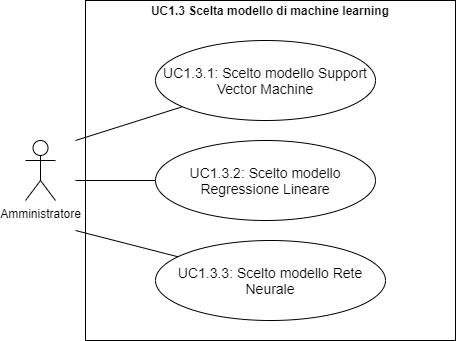 UC1.3 Scelta modello di machine learning
UC1.3.1: Scelto modello Support
Vector Machine
UC1.3.2: Scelto modello
Regressione Lineare
Amministratore
UC1.3.3: Scelto modello Rete
Neurale